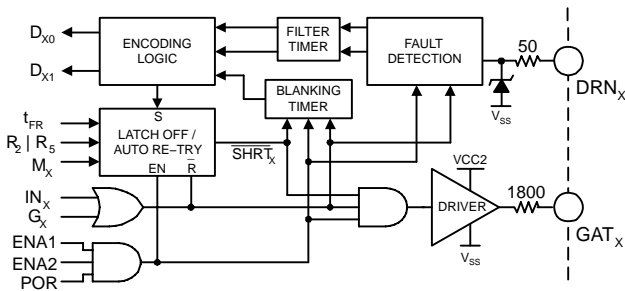 D_X0
D_X1
ENCODING
LOGIC
FILTER
TIMER
FAULT
DETECTION
50
DRN_X
V_SS
BLANKING
TIMER
t_FR
R_2 | R_5
M_X
S
LATCH OFF /
AUTO RE-TRY
EN
R̅
S̅H̅R̅T̅_X
IN_X
G_X
ENA1
ENA2
POR
VCC2
DRIVER
V_SS
1800
GAT_X